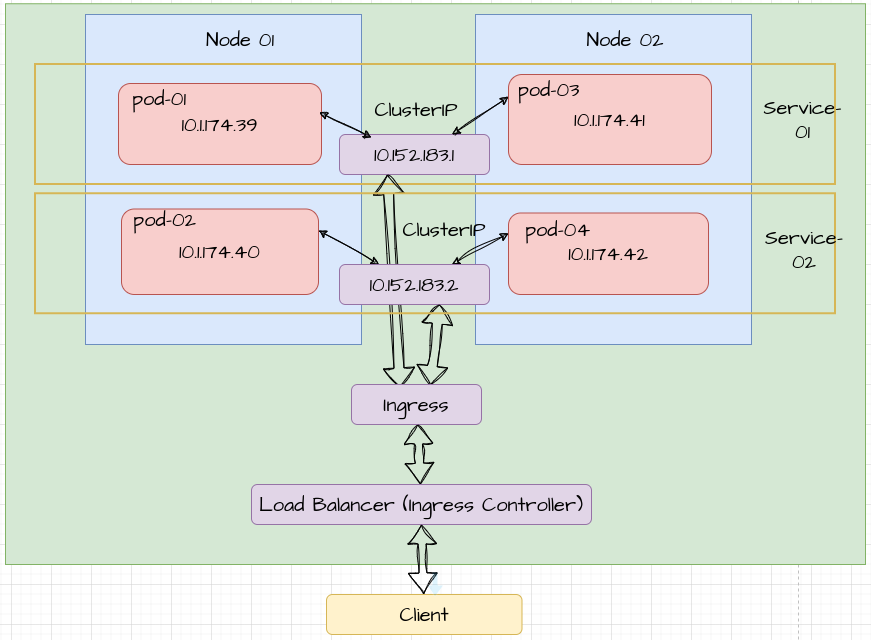 Node 01
Node 02
pod-01
10.1.174.39
ClusterIP
pod-03
10.1.174.41
Service-
01
10.152.183.1
pod-02
10.1.174.40
ClusterIP
pod-04
10.1.174.42
Service-
02
10.152.183.2
Ingress
Load Balancer (Ingress Controller)
Client